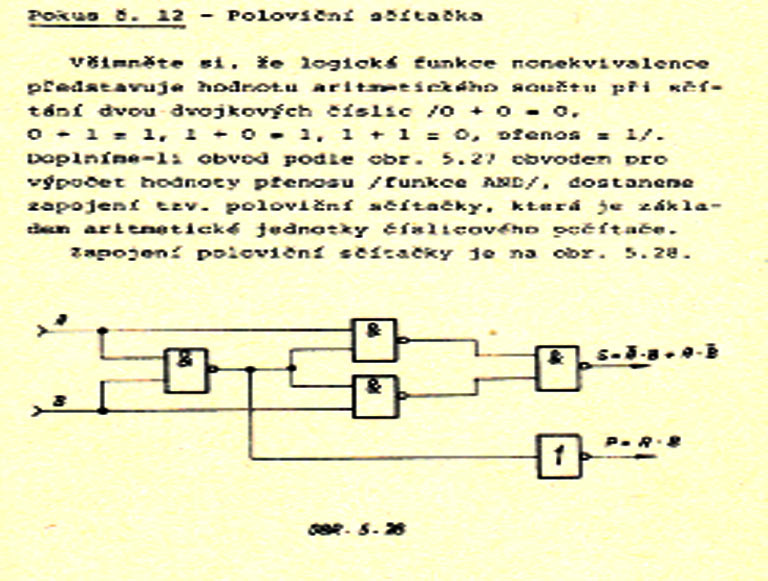 Pokus č. 12 - Poloviční sčítačka
Všimněte si, že logická funkce nonekvivalence
představuje hodnotu aritmetického součtu při sčí-
tání dvou dvojkových číslic /0 + 0 = 0,
0 + 1 = 1, 1 + 0 = 1, 1 + 1 = 0, přenos = 1/.
Doplníme-li obvod podle obr. 5.27 obvodem pro
výpočet hodnoty přenosu /funkce AND/, dostaneme
zapojení tzv. poloviční sčítačky, která je zákla-
dem aritmetické jednotky číslicového počítače.
Zapojení poloviční sčítačky je na obr. 5.28.
A
&
&
&
&
S = Ā·B + A·B̄
B
1
P = A·B
OBR. 5.28